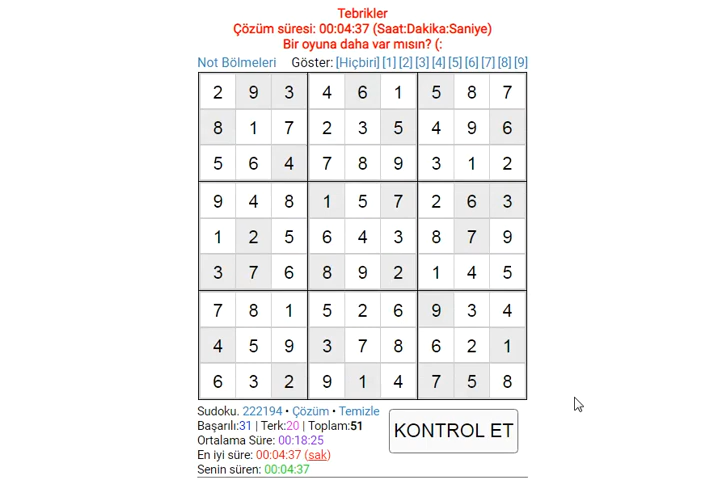 Tebrikler
Çözüm süresi: 00:04:37 (Saat:Dakika:Saniye)
Bir oyuna daha var mısın? (:
Not Bölmeleri Göster: [Hiçbiri] [1] [2] [3] [4] [5] [6] [7] [8] [9]
2 9 3 4 6 1 5 8 7
8 1 7 2 3 5 4 9 6
5 6 4 7 8 9 3 1 2
9 4 8 1 5 7 2 6 3
1 2 5 6 4 3 8 7 9
3 7 6 8 9 2 1 4 5
7 8 1 5 2 6 9 3 4
4 5 9 3 7 8 6 2 1
6 3 2 9 1 4 7 5 8
Sudoku. 222194 • Çözüm • Temizle
Başarılı:31 | Terk:20 | Toplam:51
Ortalama Süre: 00:18:25
En iyi süre: 00:04:37 (sak)
Senin süren: 00:04:37
KONTROL ET